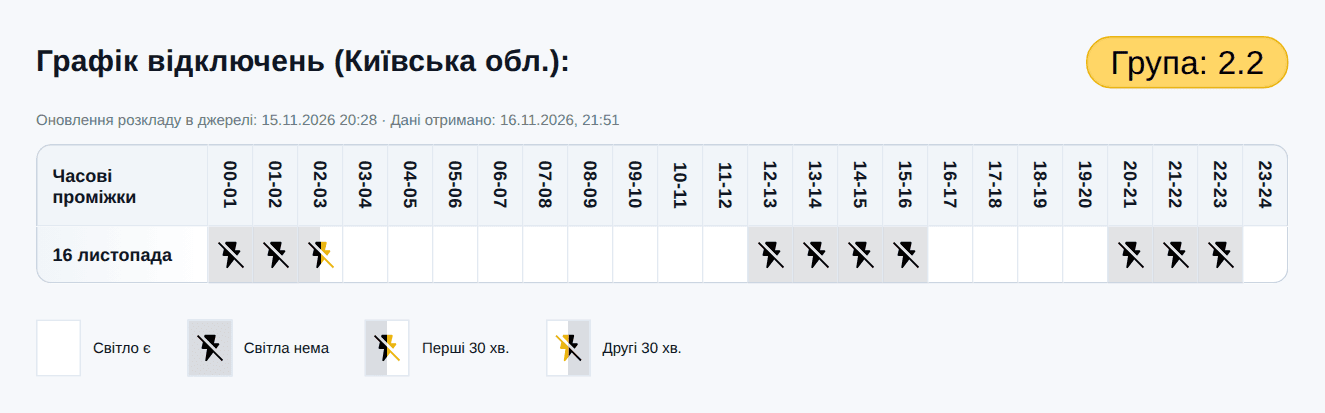 Графік відключень (Київська обл.):
Група: 2.2
Оновлення розкладу в джерелі: 15.11.2026 20:28 · Дані отримано: 16.11.2026, 21:51
Часові
проміжки
00-01 01-02 02-03 03-04 04-05 05-06 06-07 07-08 08-09 09-10 10-11 11-12 12-13 13-14 14-15 15-16 16-17 17-18 18-19 19-20 20-21 21-22 22-23 23-24
16 листопада
Світло є
Світла нема
Перші 30 хв.
Другі 30 хв.